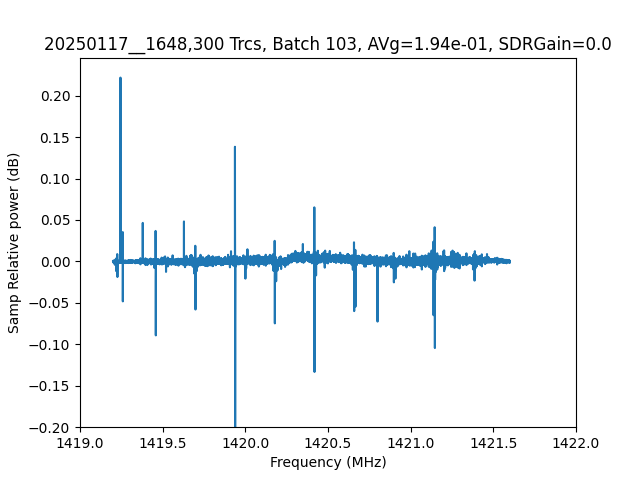 20250117__1648,300 Trcs, Batch 103, AVg=1.94e-01, SDRGain=0.0
Samp Relative power (dB)
0.20
0.15
0.10
0.05
0.00
−0.05
−0.10
−0.15
−0.20
1419.0 1419.5 1420.0 1420.5 1421.0 1421.5 1422.0
Frequency (MHz)